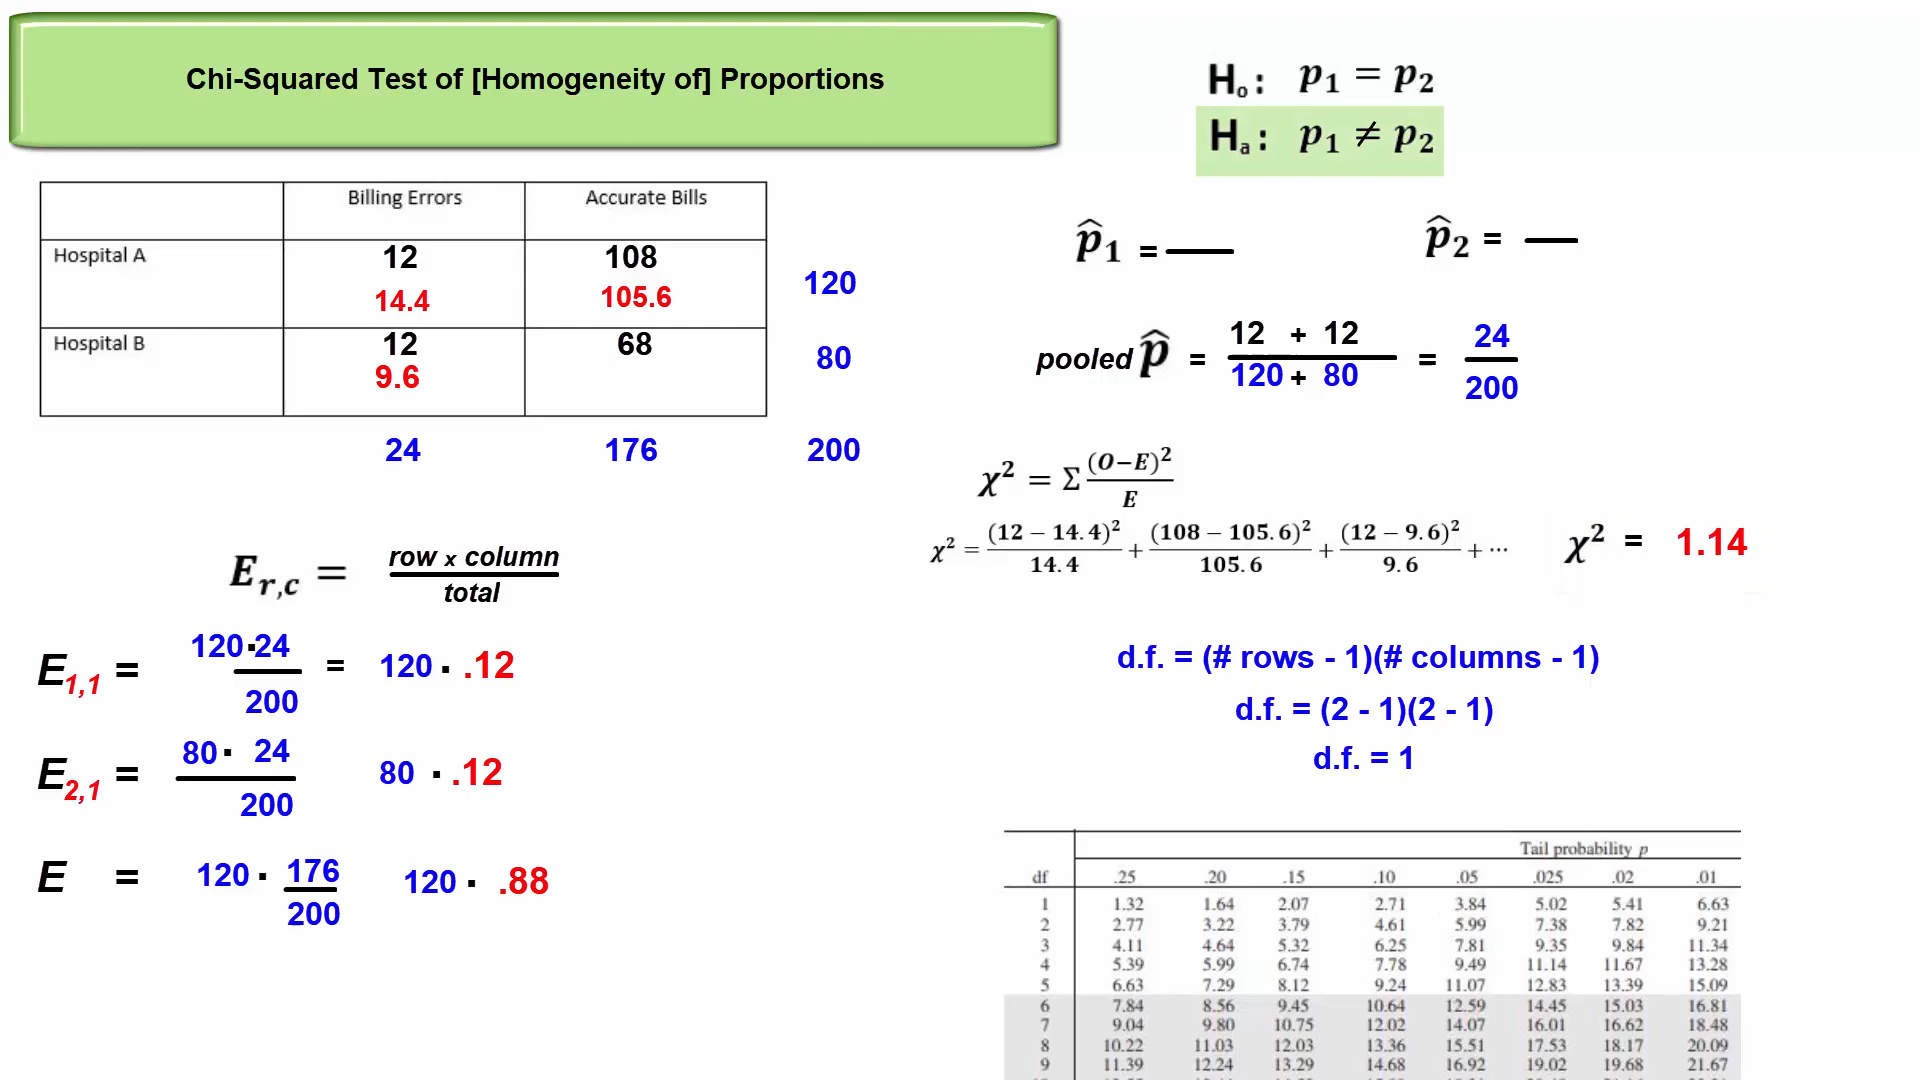 Chi-Squared Test of [Homogeneity of] Proportions
Hₒ: p₁ = p₂
Hₐ: p₁ ≠ p₂
Billing Errors Accurate Bills
Hospital A 12 108
14.4 105.6 120
Hospital B 12 68
9.6 80
24 176 200
p̂₁ = p̂₂ =
pooled p̂ = (12 + 12)/(120 + 80) = 24/200
χ² = Σ (O−E)²/E
χ² = (12 − 14.4)²/14.4 + (108 − 105.6)²/105.6 + (12 − 9.6)²/9.6 + ··· χ² = 1.14
E r,c = row x column / total
E 1,1 = 120·24/200 = 120 · .12
E 2,1 = 80· 24/200 80 · .12
E = 120 · 176/200 120 · .88
d.f. = (# rows - 1)(# columns - 1)
d.f. = (2 - 1)(2 - 1)
d.f. = 1
Tail probability p
df .25 .20 .15 .10 .05 .025 .02 .01
1 1.32 1.64 2.07 2.71 3.84 5.02 5.41 6.63
2 2.77 3.22 3.79 4.61 5.99 7.38 7.82 9.21
3 4.11 4.64 5.32 6.25 7.81 9.35 9.84 11.34
4 5.39 5.99 6.74 7.78 9.49 11.14 11.67 13.28
5 6.63 7.29 8.12 9.24 11.07 12.83 13.39 15.09
6 7.84 8.56 9.45 10.64 12.59 14.45 15.03 16.81
7 9.04 9.80 10.75 12.02 14.07 16.01 16.62 18.48
8 10.22 11.03 12.03 13.36 15.51 17.53 18.17 20.09
9 11.39 12.24 13.29 14.68 16.92 19.02 19.68 21.67